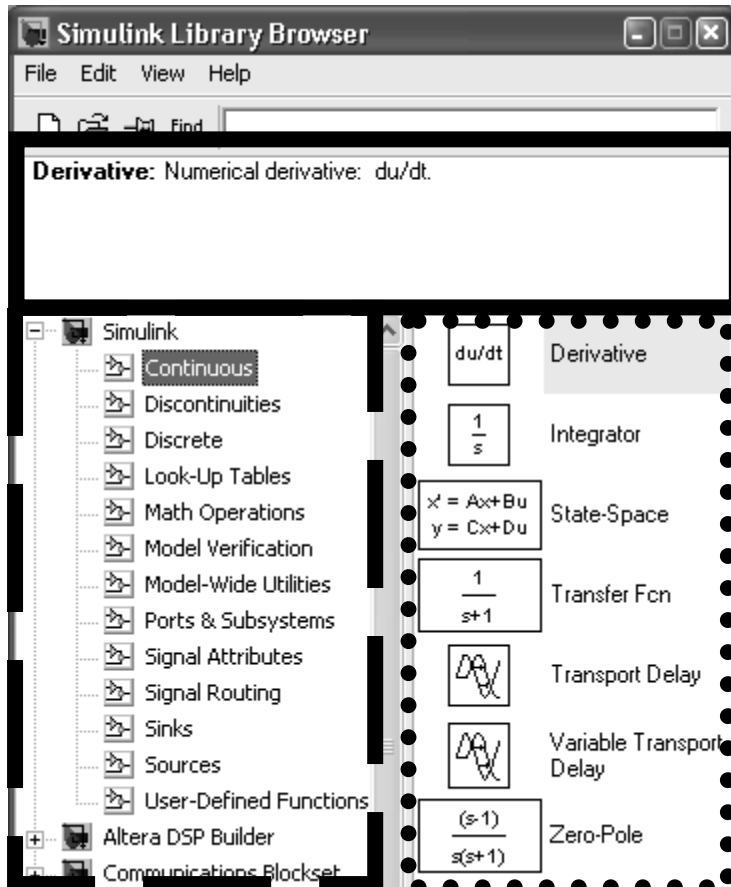 Simulink Library Browser
File Edit View Help
Find
Derivative: Numerical derivative: du/dt.
Simulink
Continuous
Discontinuities
Discrete
Look-Up Tables
Math Operations
Model Verification
Model-Wide Utilities
Ports & Subsystems
Signal Attributes
Signal Routing
Sinks
Sources
User-Defined Functions
Altera DSP Builder
Communications Blockset
du/dt Derivative
1
s
Integrator
x' = Ax+Bu
y = Cx+Du
State-Space
1
s+1
Transfer Fcn
Transport Delay
Variable Transport
Delay
(s-1)
s(s+1)
Zero-Pole